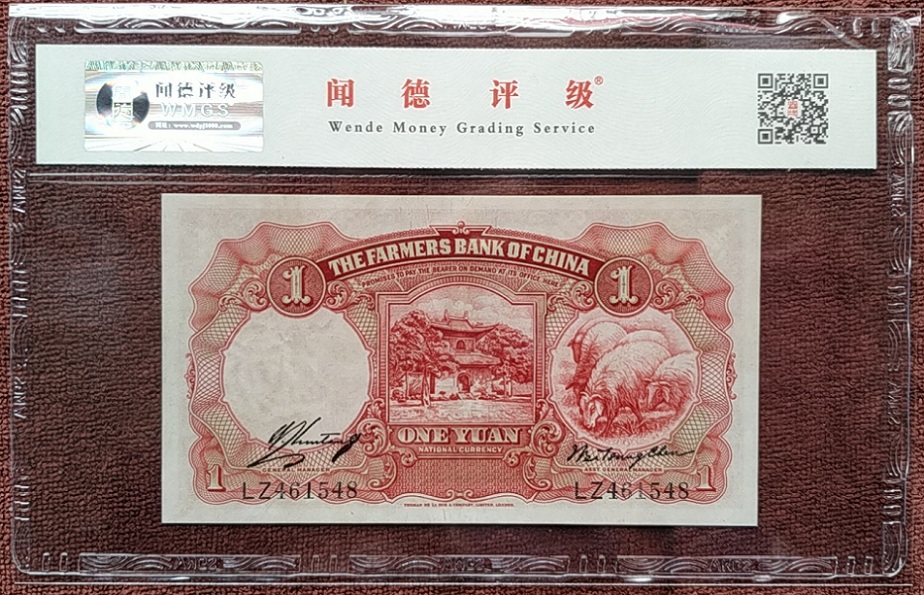 闻德评级
WMGS
闻德评级®
Wende Money Grading Service
THE FARMERS BANK OF CHINA
PROMISES TO PAY THE BEARER ON DEMAND AT ITS OFFICE HERE
1 1
ONE YUAN
NATIONAL CURRENCY
GENERAL MANAGER
ASST GENERAL MANAGER
1 LZ461548 LZ461548 1
THOMAS DE LA RUE & COMPANY, LIMITED, LONDON.